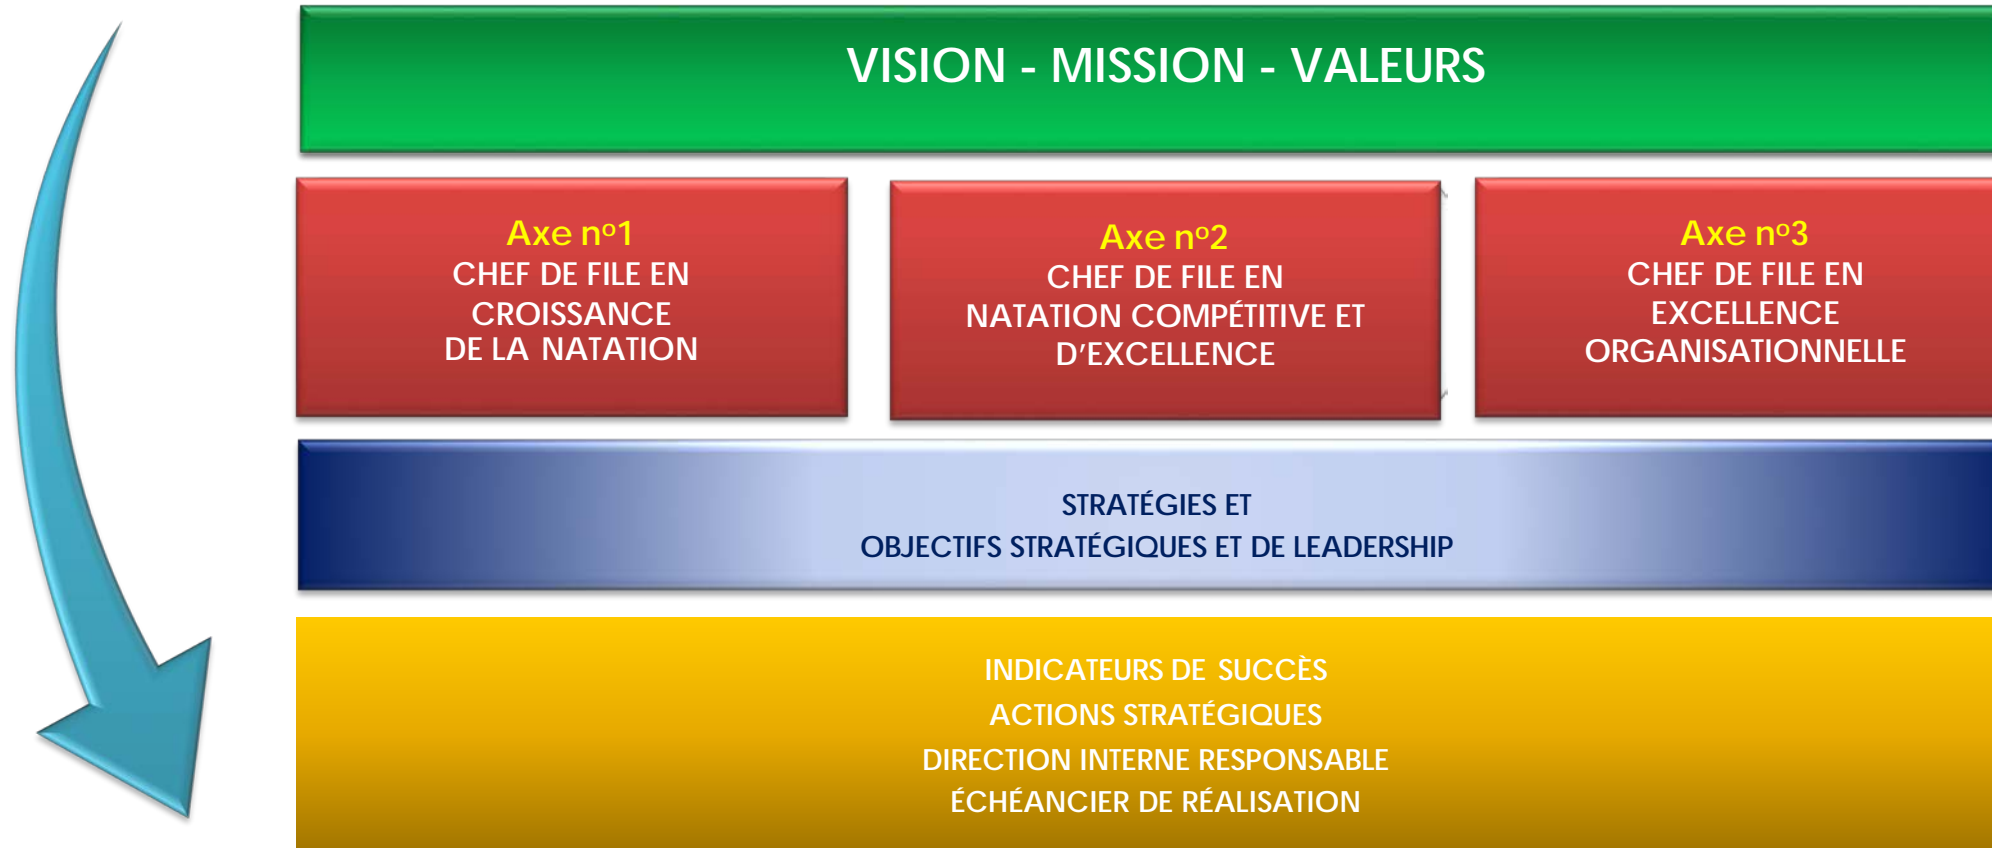 VISION - MISSION - VALEURS
Axe nº1
CHEF DE FILE EN
CROISSANCE
DE LA NATATION
Axe nº2
CHEF DE FILE EN
NATATION COMPÉTITIVE ET
D’EXCELLENCE
Axe nº3
CHEF DE FILE EN
EXCELLENCE
ORGANISATIONNELLE
STRATÉGIES ET
OBJECTIFS STRATÉGIQUES ET DE LEADERSHIP
INDICATEURS DE SUCCÈS
ACTIONS STRATÉGIQUES
DIRECTION INTERNE RESPONSABLE
ÉCHÉANCIER DE RÉALISATION